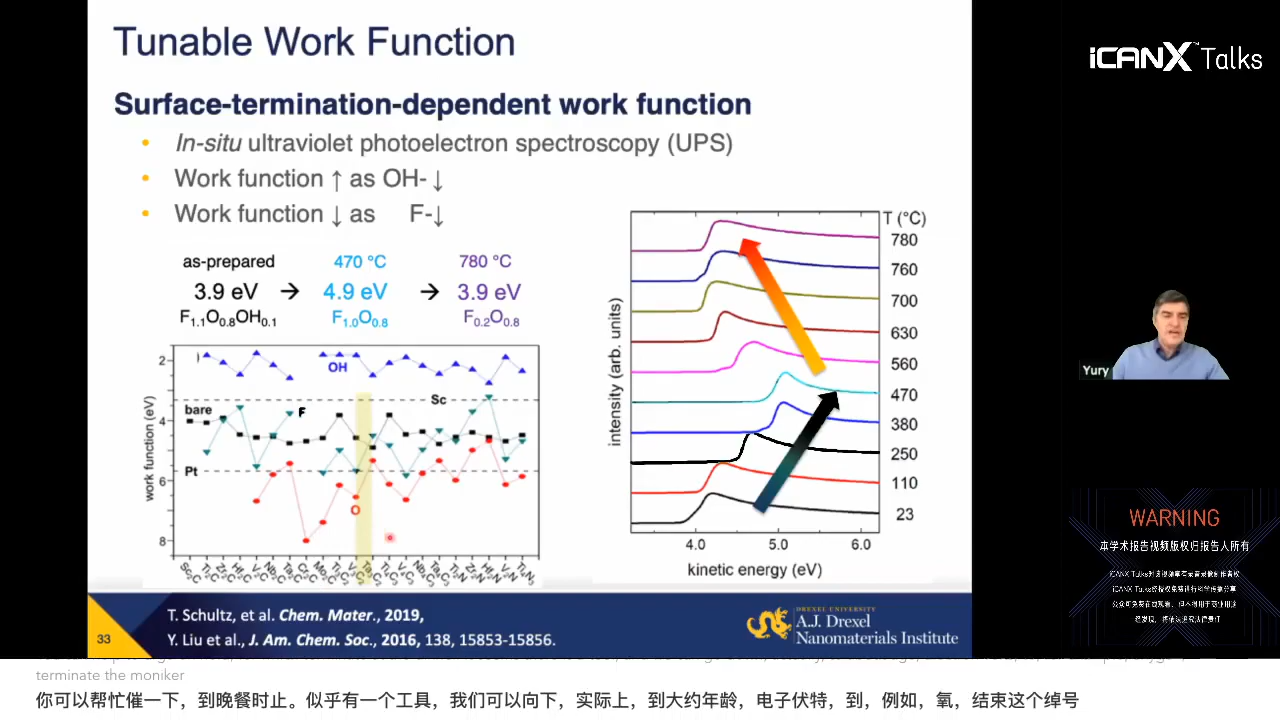 Tunable Work Function
Surface-termination-dependent work function
• In-situ ultraviolet photoelectron spectroscopy (UPS)
• Work function ↑ as OH- ↓
• Work function ↓ as F-↓
as-prepared
3.9 eV →
F1.1O0.8OH0.1
470 °C
4.9 eV →
F1.0O0.8
780 °C
3.9 eV
F0.2O0.8
work function (eV)
2
4
6
8
OH
Sc
bare
F
Pt
O
intensity (arb. units)
T (°C)
780
760
700
630
560
470
380
250
110
23
4.0 5.0 6.0
kinetic energy (eV)
33
T. Schultz, et al. Chem. Mater., 2019,
Y. Liu et al., J. Am. Chem. Soc., 2016, 138, 15853-15856.
DREXEL UNIVERSITY
A.J. Drexel
Nanomaterials Institute
iCANX Talks
Yury
WARNING
本学术报告视频版权归报告人所有
terminate the moniker
你可以帮忙催一下，到晚餐时止。似乎有一个工具，我们可以向下，实际上，到大约年龄，电子伏特，到，例如，氧，结束这个绰号